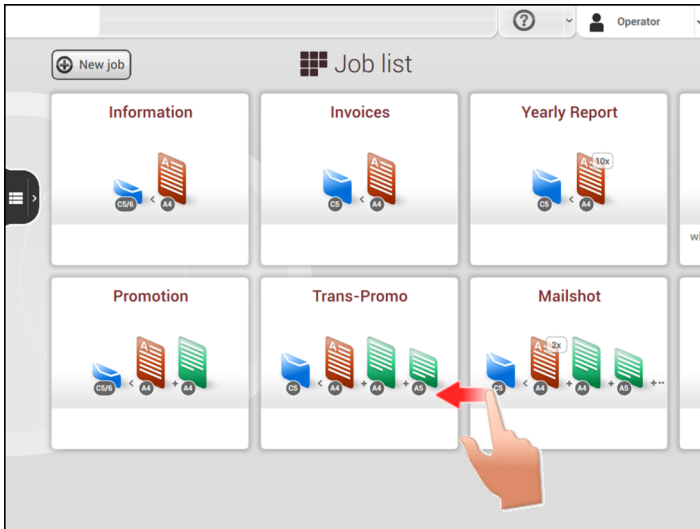 ? Operator
New job
Job list
Information
Invoices
Yearly Report
A
C5/6 < A4
A
C5 < A4
A 10x
C5 < A4
wi
Promotion
Trans-Promo
Mailshot
A
C5/6 < A4 + A4
A
C5 < A4 + A4 + A5
A 2x
C5 < A4 + A4 + A5 +··